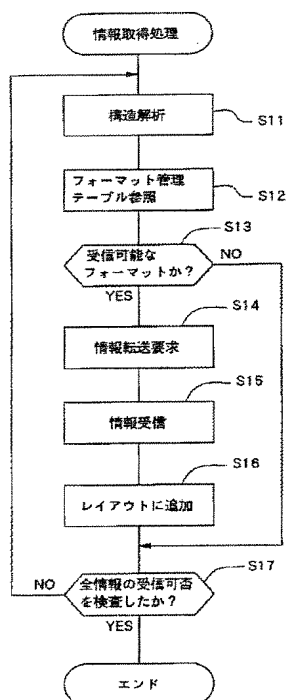 情報取得処理
構造解析
S11
フォーマット管理
テーブル参照
S12
S13
受信可能な
フォーマットか？
NO
YES
S14
情報転送要求
S15
情報受信
S16
レイアウトに追加
S17
全情報の受信可否
を検査したか？
NO
YES
エンド